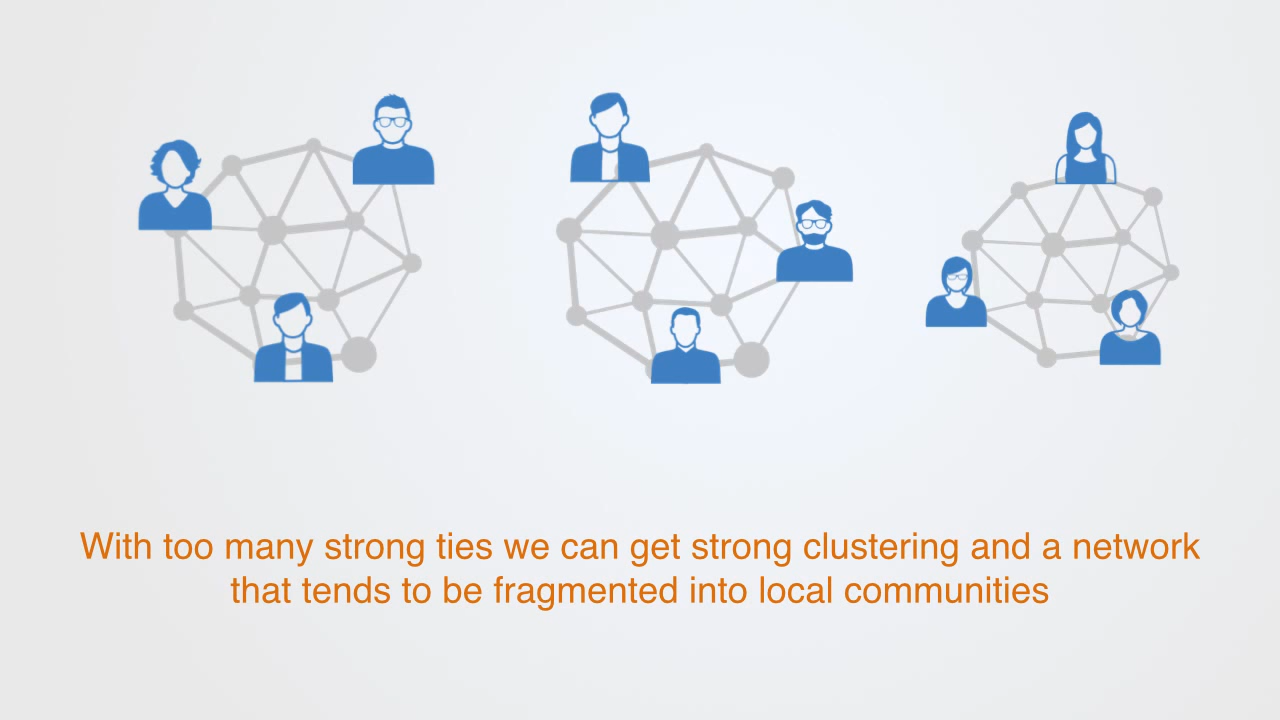 With too many strong ties we can get strong clustering and a network
that tends to be fragmented into local communities